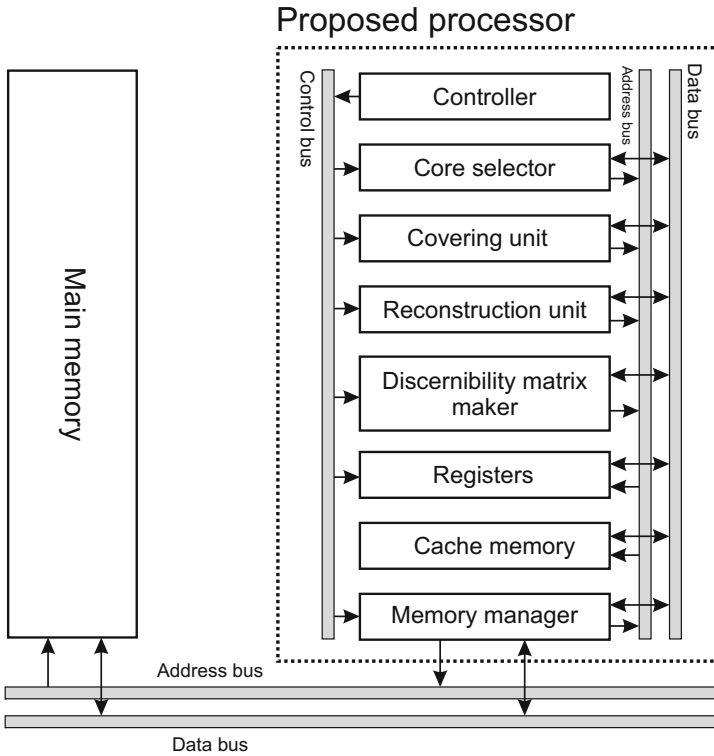 Proposed processor
Main memory
Control bus
Address bus
Data bus
Controller
Core selector
Covering unit
Reconstruction unit
Discernibility matrix
maker
Registers
Cache memory
Memory manager
Address bus
Data bus